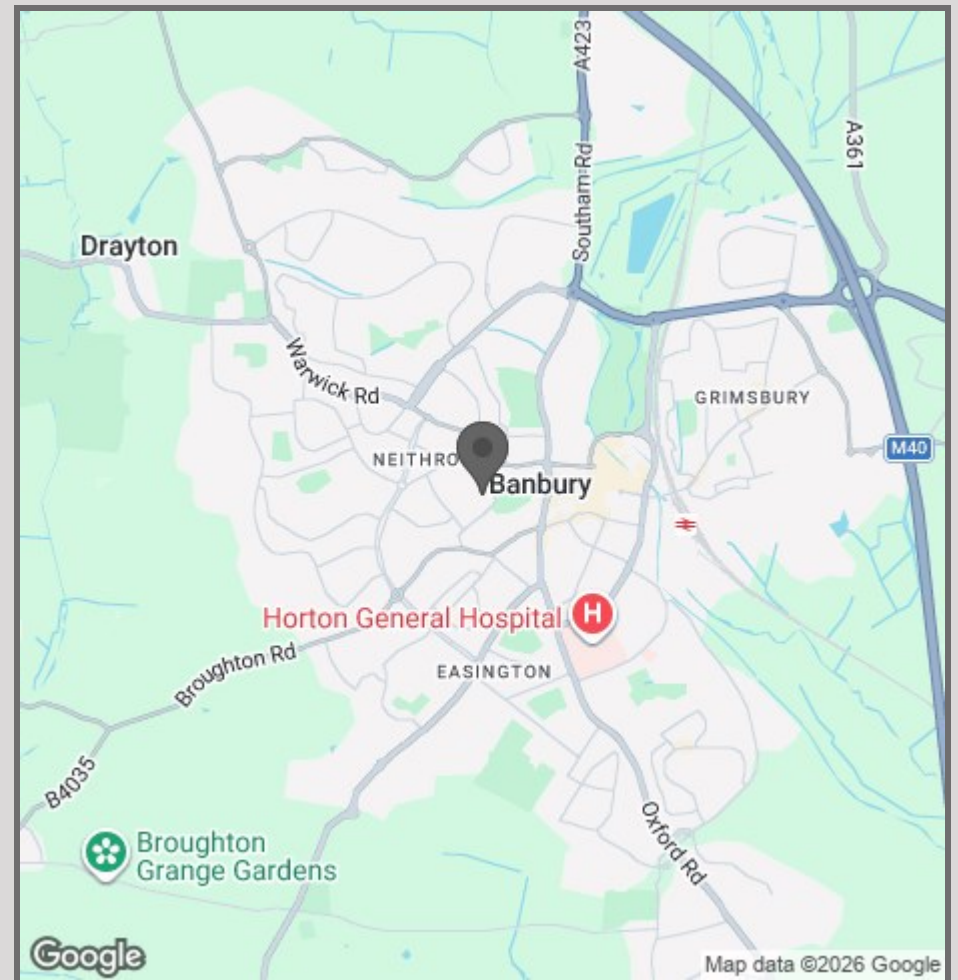 A423
A361
Southam Rd
Drayton
Warwick Rd
GRIMSBURY
M40
NEITHRO
Banbury
Horton General Hospital
H
Broughton Rd
EASINGTON
B4035
Oxford Rd
Broughton
Grange Gardens
Google
Map data ©2026 Google